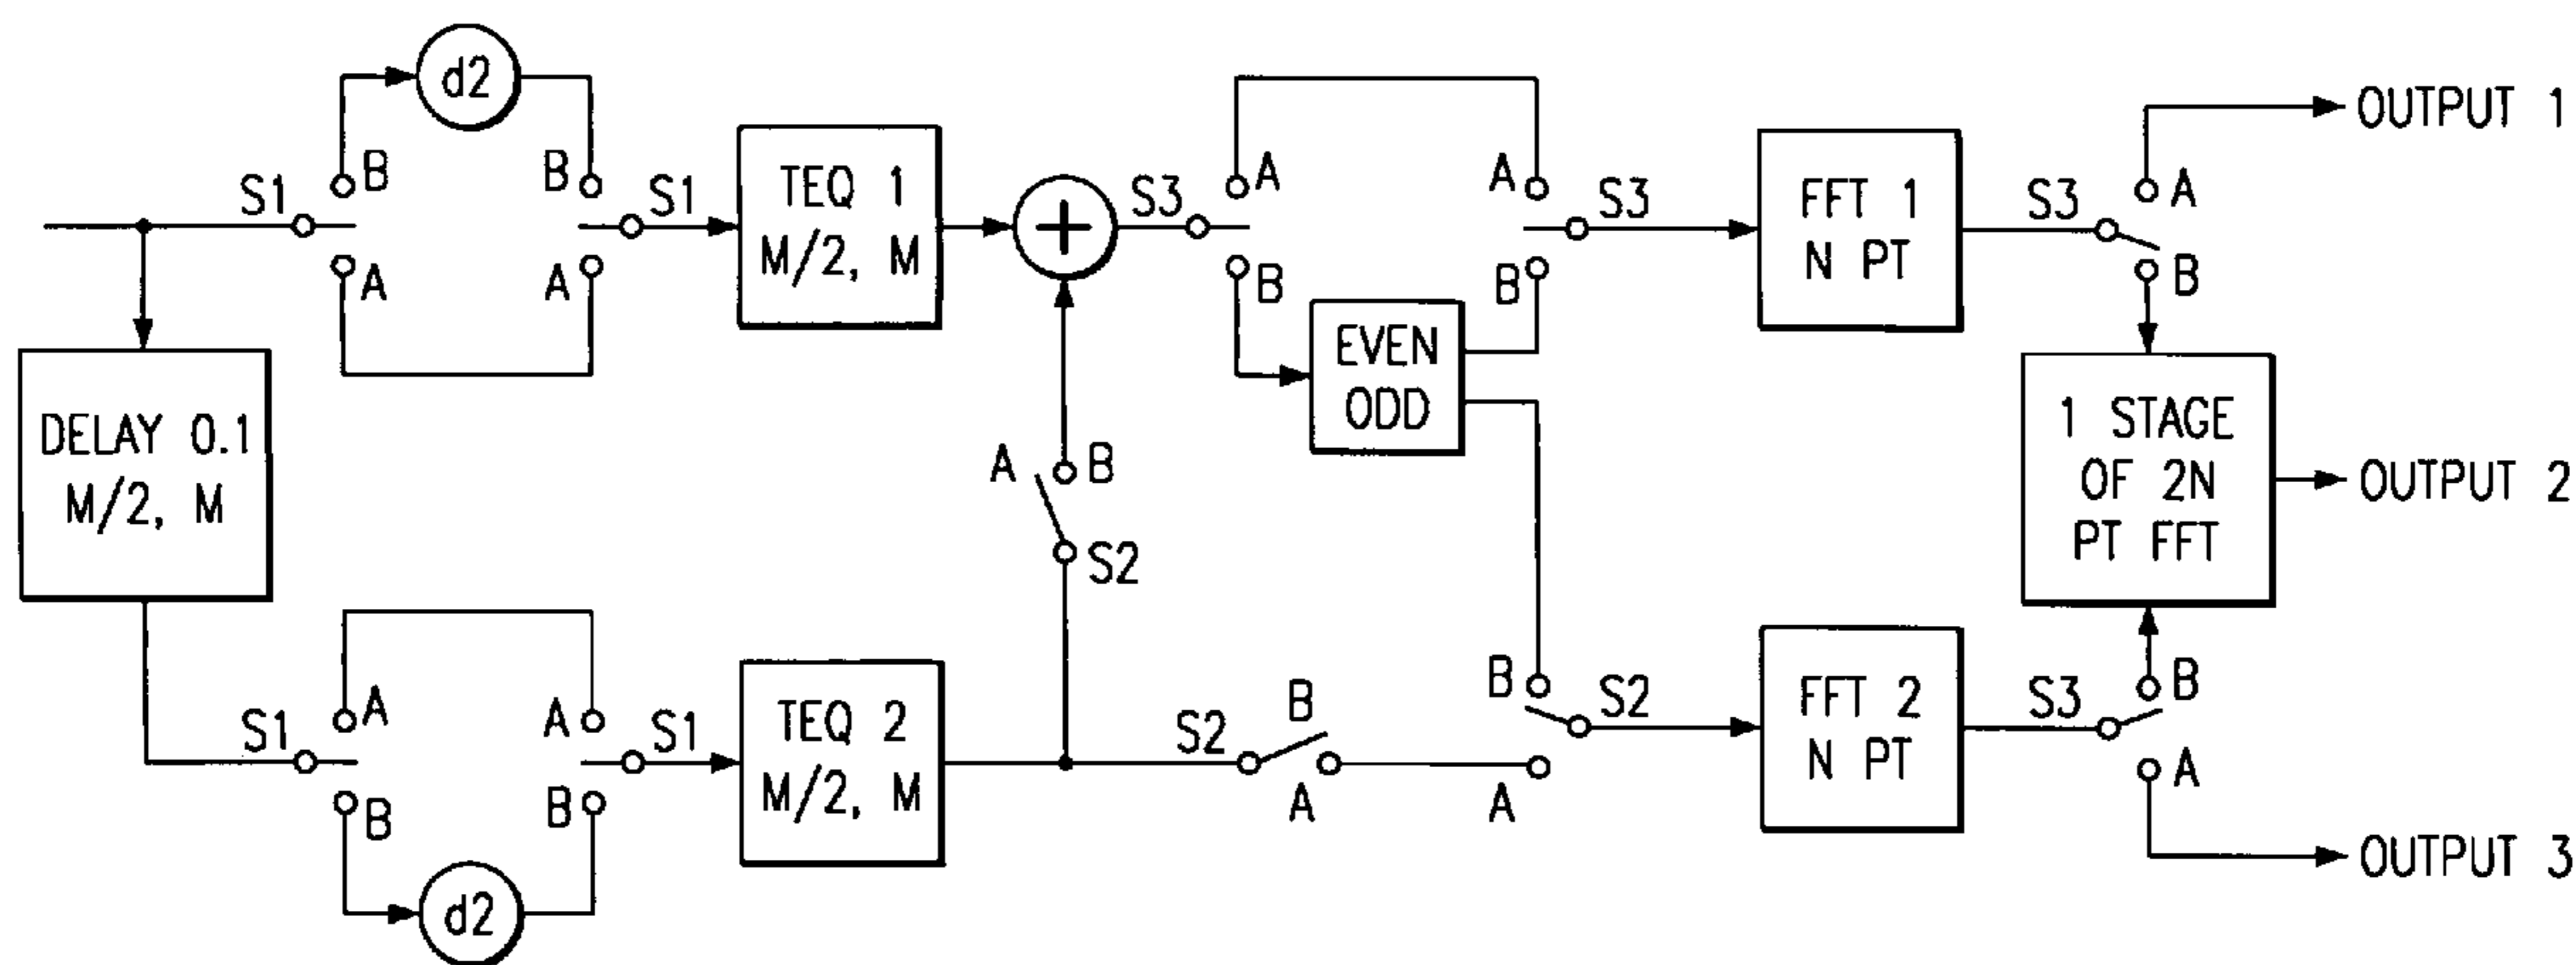 d2
B
B
S1
S1
A
A
TEQ 1
M/2, M
+
S3
A
A
S3
B
B
EVEN
ODD
FFT 1
N PT
S3
A
B
OUTPUT 1
DELAY 0.1
M/2, M
A
B
S2
1 STAGE
OF 2N
PT FFT
OUTPUT 2
S1
A
A
S1
B
B
d2
TEQ 2
M/2, M
S2
B
A
B
S2
A
FFT 2
N PT
S3
B
A
OUTPUT 3